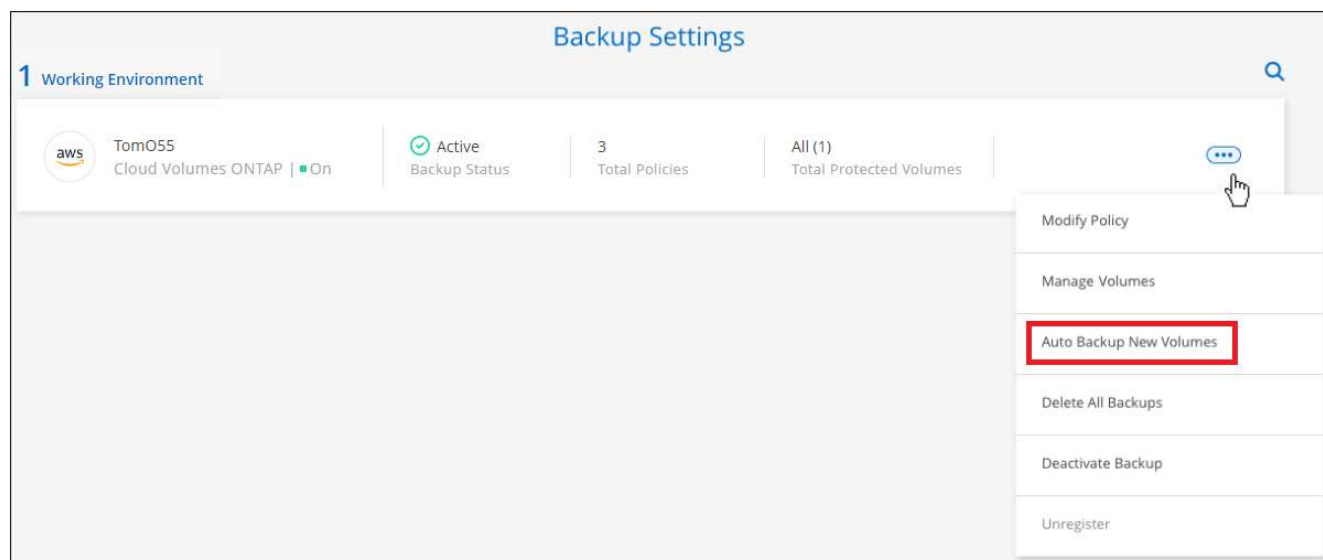 Backup Settings
1 Working Environment
aws
TomO55
Cloud Volumes ONTAP | On
Active
Backup Status
3
Total Policies
All (1)
Total Protected Volumes
Modify Policy
Manage Volumes
Auto Backup New Volumes
Delete All Backups
Deactivate Backup
Unregister